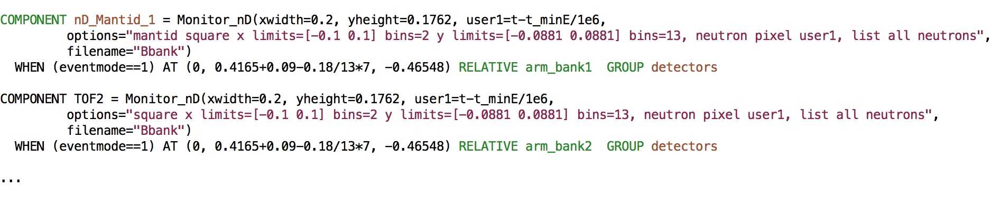 COMPONENT nD_Mantid_1 = Monitor_nD(xwidth=0.2, yheight=0.1762, user1=t-t_minE/1e6,
options="mantid square x limits=[-0.1 0.1] bins=2 y limits=[-0.0881 0.0881] bins=13, neutron pixel user1, list all neutrons",
filename="Bbank")
WHEN (eventmode==1) AT (0, 0.4165+0.09-0.18/13*7, -0.46548) RELATIVE arm_bank1 GROUP detectors
COMPONENT TOF2 = Monitor_nD(xwidth=0.2, yheight=0.1762, user1=t-t_minE/1e6,
options="square x limits=[-0.1 0.1] bins=2 y limits=[-0.0881 0.0881] bins=13, neutron pixel user1, list all neutrons",
filename="Bbank")
WHEN (eventmode==1) AT (0, 0.4165+0.09-0.18/13*7, -0.46548) RELATIVE arm_bank2 GROUP detectors
...